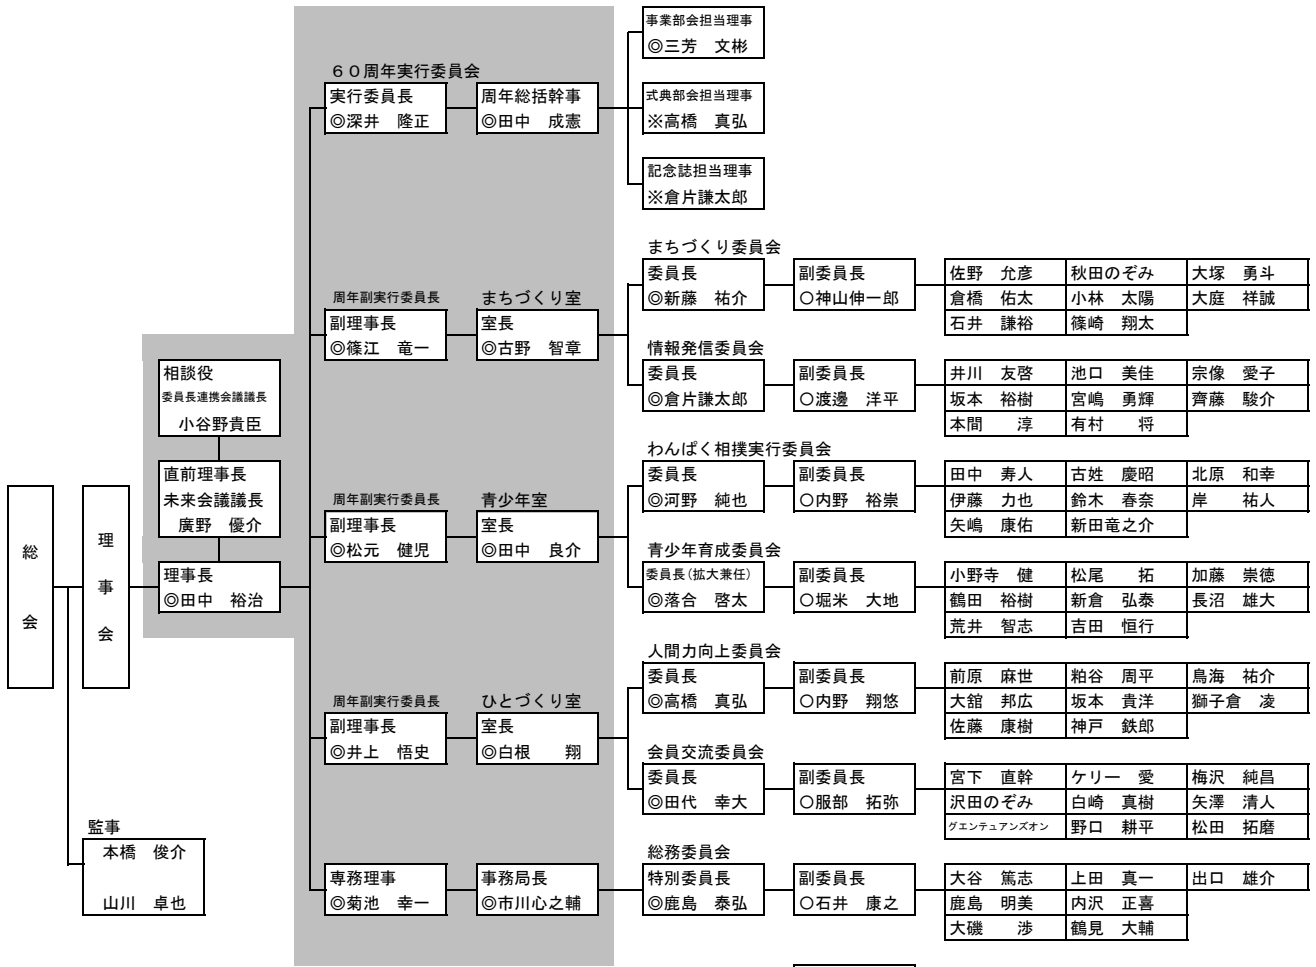 総会
理事会
監事
本橋　俊介
山川　卓也
相談役
委員長連携会議議長
小谷野貴臣
直前理事長
未来会議議長
廣野　優介
理事長
◎田中　裕治
６０周年実行委員会
実行委員長
◎深井　隆正
周年総括幹事
◎田中　成憲
事業部会担当理事
◎三芳　文彬
式典部会担当理事
※高橋　真弘
記念誌担当理事
※倉片謙太郎
周年副実行委員長
副理事長
◎篠江　竜一
まちづくり室
室長
◎古野　智章
まちづくり委員会
委員長
◎新藤　祐介
副委員長
○神山伸一郎
佐野　允彦　秋田のぞみ　大塚　勇斗
倉橋　佑太　小林　太陽　大庭　祥誠
石井　謙裕　篠崎　翔太
情報発信委員会
委員長
◎倉片謙太郎
副委員長
○渡邊　洋平
井川　友啓　池口　美佳　宗像　愛子
坂本　裕樹　宮嶋　勇輝　齊藤　駿介
本間　　淳　有村　　将
周年副実行委員長
副理事長
◎松元　健児
青少年室
室長
◎田中　良介
わんぱく相撲実行委員会
委員長
◎河野　純也
副委員長
○内野　裕崇
田中　寿人　古姓　慶昭　北原　和幸
伊藤　力也　鈴木　春奈　岸　　祐人
矢嶋　康佑　新田竜之介
青少年育成委員会
委員長(拡大兼任)
◎落合　啓太
副委員長
○堀米　大地
小野寺　健　松尾　　拓　加藤　崇徳
鶴田　裕樹　新倉　弘泰　長沼　雄大
荒井　智志　吉田　恒行
周年副実行委員長
副理事長
◎井上　悟史
ひとづくり室
室長
◎白根　　翔
人間力向上委員会
委員長
◎高橋　真弘
副委員長
○内野　翔悠
前原　麻世　粕谷　周平　鳥海　祐介
大舘　邦広　坂本　貴洋　獅子倉　凌
佐藤　康樹　神戸　鉄郎
会員交流委員会
委員長
◎田代　幸大
副委員長
○服部　拓弥
宮下　直幹　ケリー　愛　梅沢　純昌
沢田のぞみ　白崎　真樹　矢澤　清人
グエンテュアンズオン　野口　耕平　松田　拓磨
専務理事
◎菊池　幸一
事務局長
◎市川心之輔
総務委員会
特別委員長
◎鹿島　泰弘
副委員長
○石井　康之
大谷　篤志　上田　真一　出口　雄介
鹿島　明美　内沢　正喜
大磯　　渉　鶴見　大輔